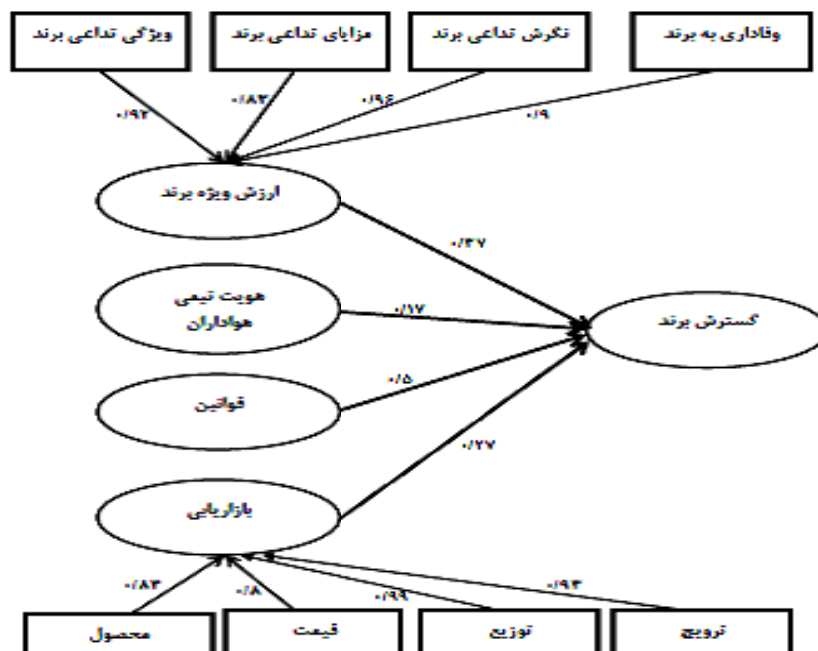 ویژگی تداعی برند
مزایای تداعی برند
نگرش تداعی برند
وفاداری به برند
۰/۹۲
۰/۸۲
۰/۹۶
۰/۹
ارزش ویژه برند
۰/۳۷
هویت تیمی
هواداران
۰/۱۷
گسترش برند
قوانین
۰/۵
۰/۲۷
بازاریابی
۰/۸۳
۰/۸
۰/۹۹
۰/۹۳
محصول
قیمت
توزیع
ترویج